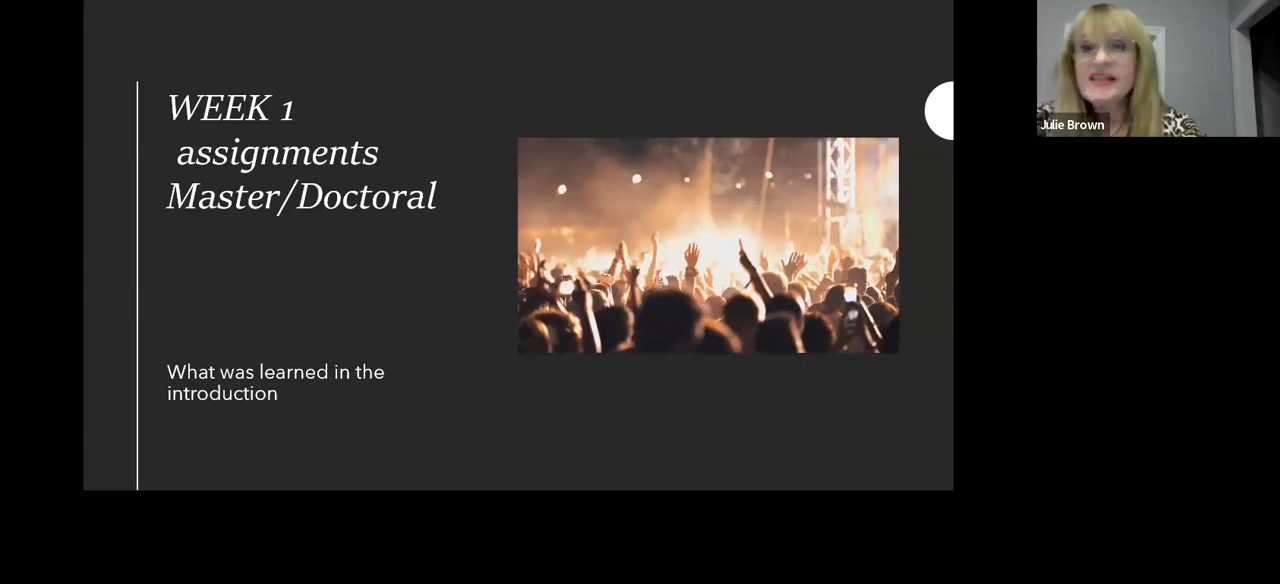 WEEK 1
assignments
Master/Doctoral
What was learned in the
introduction
Julie Brown